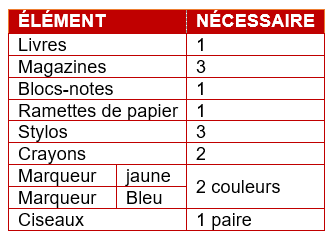 ÉLÉMENT NÉCESSAIRE
Livres 1
Magazines 3
Blocs-notes 1
Ramettes de papier 1
Stylos 3
Crayons 2
Marqueur jaune 2 couleurs
Marqueur Bleu
Ciseaux 1 paire